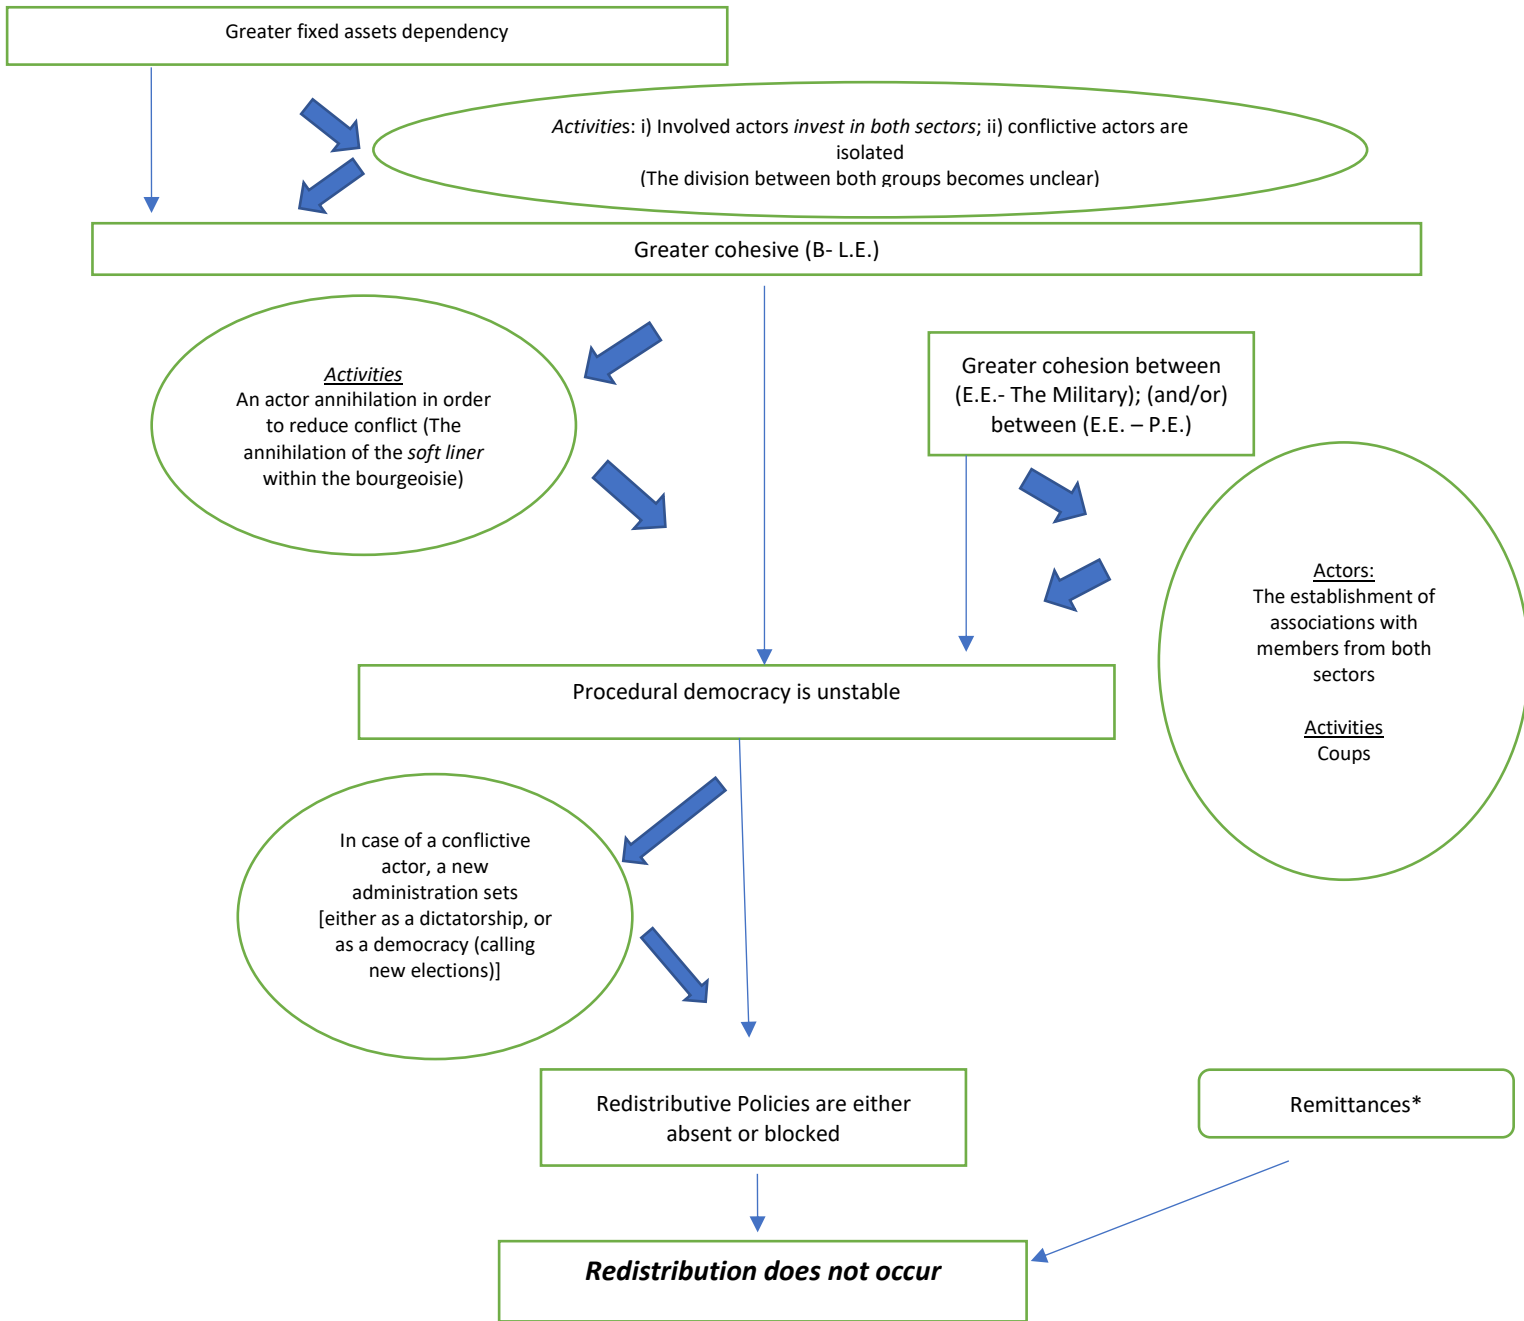 Greater fixed assets dependency
Activities: i) Involved actors invest in both sectors; ii) conflictive actors are
isolated
(The division between both groups becomes unclear)
Greater cohesive (B- L.E.)
Activities
An actor annihilation in order
to reduce conflict (The
annihilation of the soft liner
within the bourgeoisie)
Greater cohesion between
(E.E.- The Military); (and/or)
between (E.E. – P.E.)
Actors:
The establishment of
associations with
members from both
sectors
Activities
Coups
Procedural democracy is unstable
In case of a conflictive
actor, a new
administration sets
[either as a dictatorship, or
as a democracy (calling
new elections)]
Redistributive Policies are either
absent or blocked
Remittances*
Redistribution does not occur